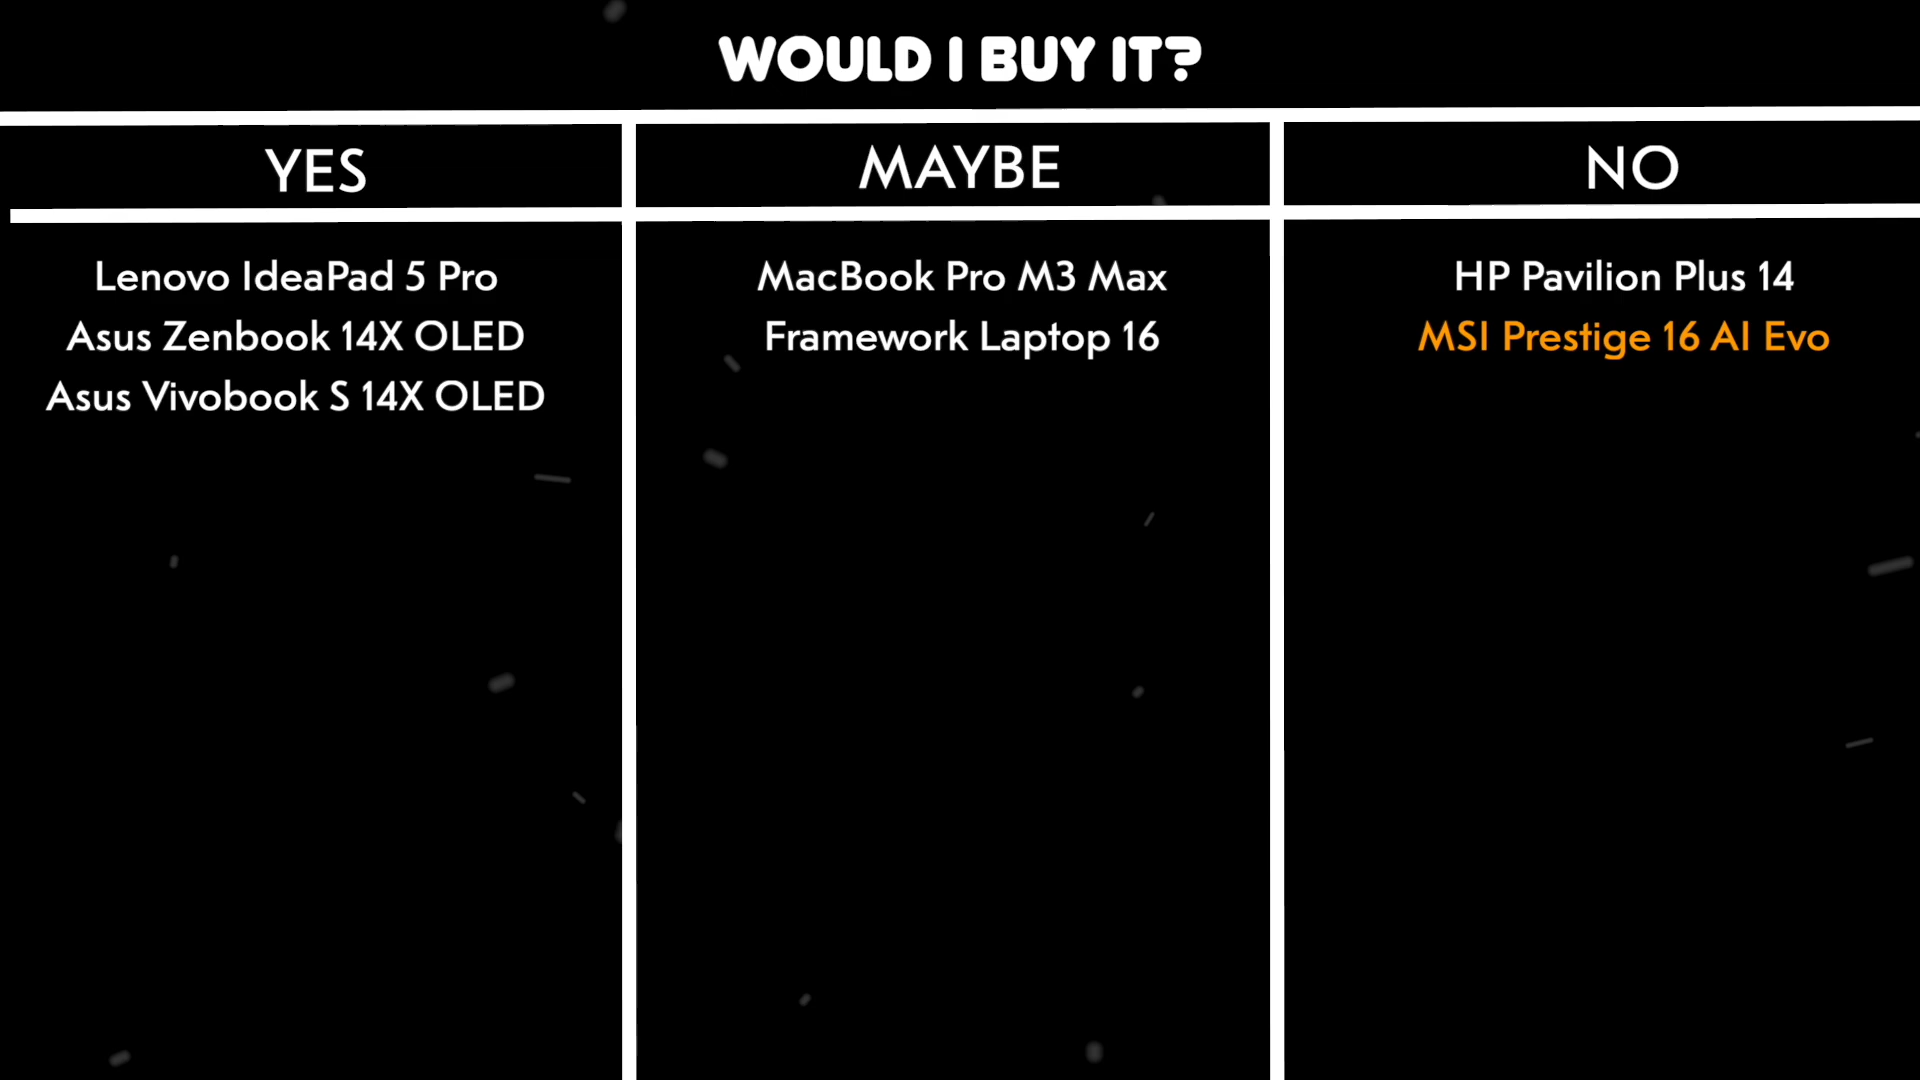 WOULD I BUY IT?
YES
MAYBE
NO
Lenovo IdeaPad 5 Pro
Asus Zenbook 14X OLED
Asus Vivobook S 14X OLED
MacBook Pro M3 Max
Framework Laptop 16
HP Pavilion Plus 14
MSI Prestige 16 AI Evo